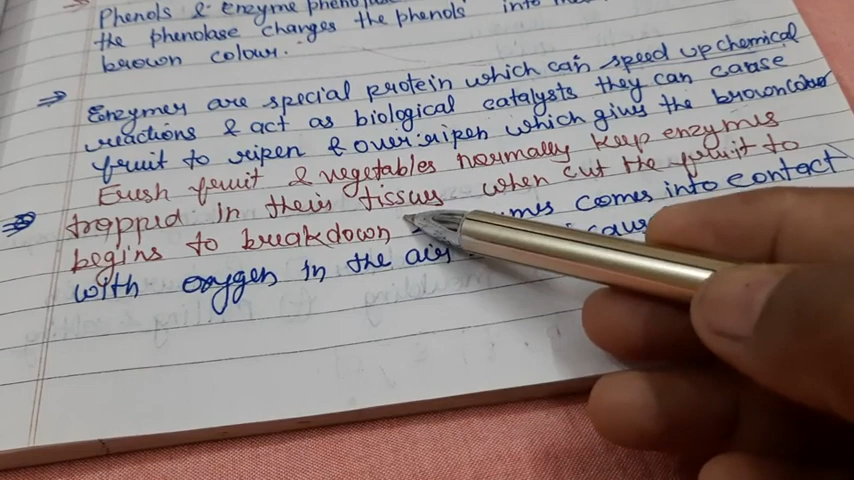 Phenols & Enzyme
the phenolase changes the phenols into
brown colour.
⇒ Enzymes are special protein which can speed up chemical
reactions & act as biological catalysts they can cause
fruit to ripen & over ripen which gives the brown colour
Fresh fruit & vegetables normally keep enzymes
⇒ trapped in their tissues when cut the fruit to
begins to breakdown comes into contact
with oxygen in the air